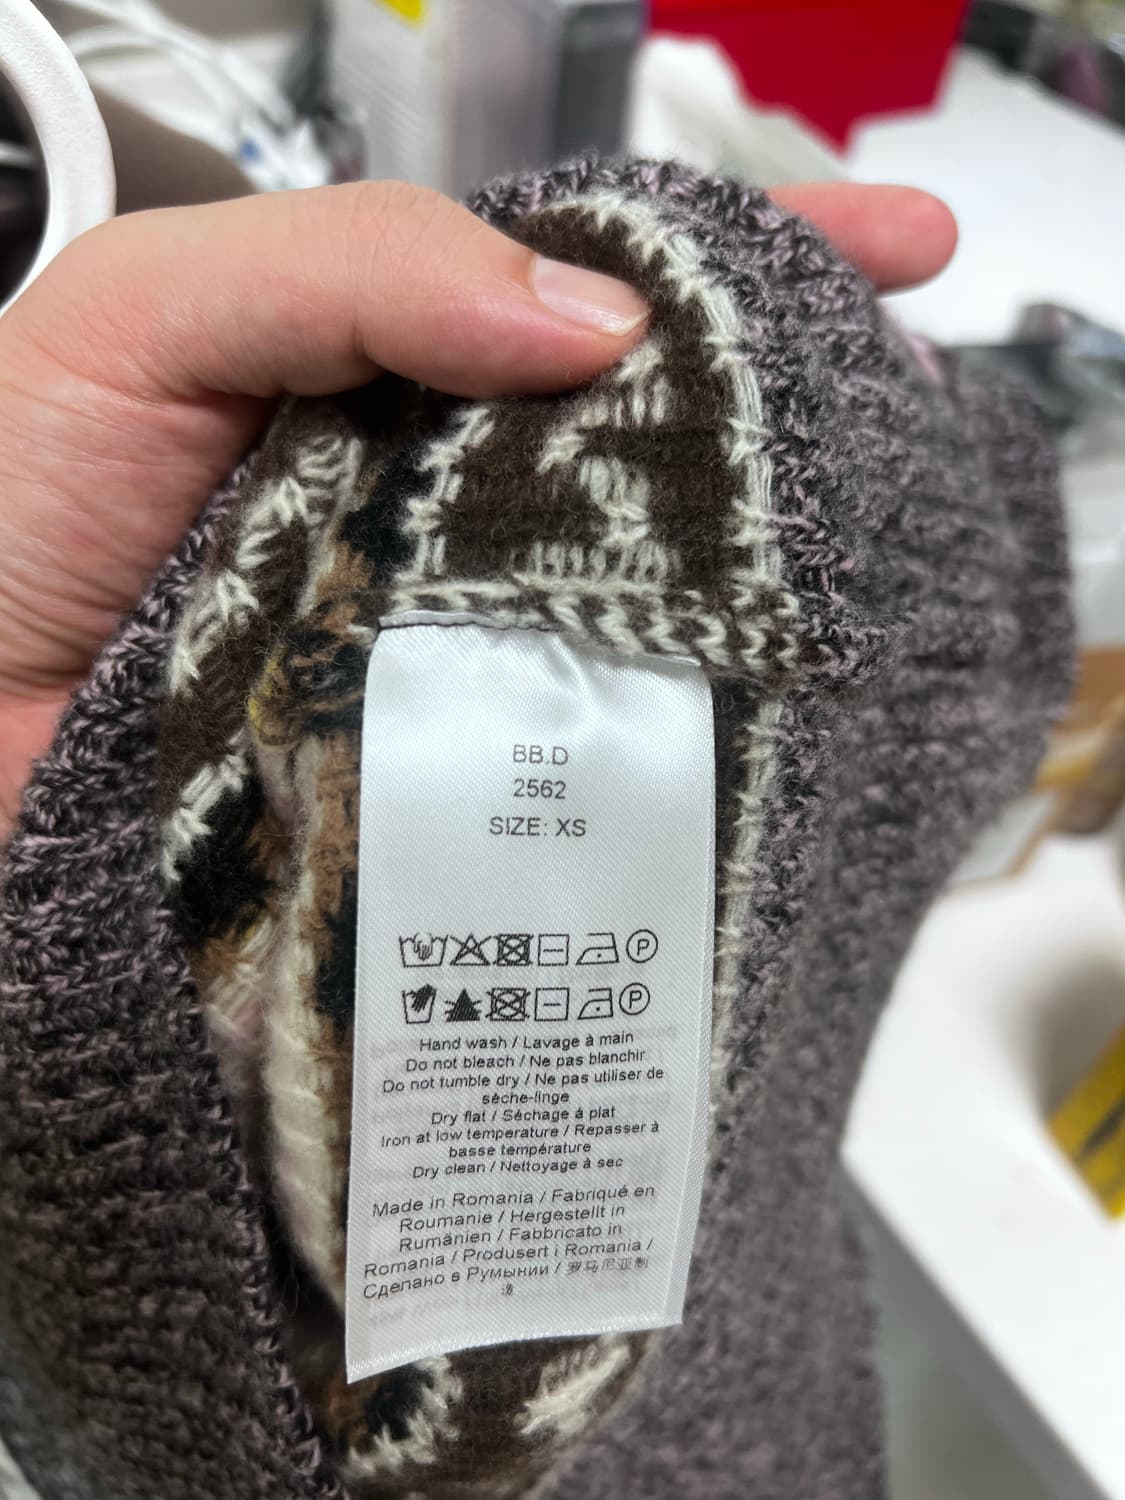 BB.D
2562
SIZE: XS
P
P
Hand wash / Lavage à main
Do not bleach / Ne pas blanchir
Do not tumble dry / Ne pas utiliser de
sèche-linge
Dry flat / Séchage à plat
Iron at low temperature / Repasser à
basse température
Dry clean / Nettoyage à sec
Made in Romania / Fabriqué en
Roumanie / Hergestellt in
Rumänien / Fabbricato in
Romania / Produsert i Romania /
Сделано в Румынии / 罗马尼亚制
造